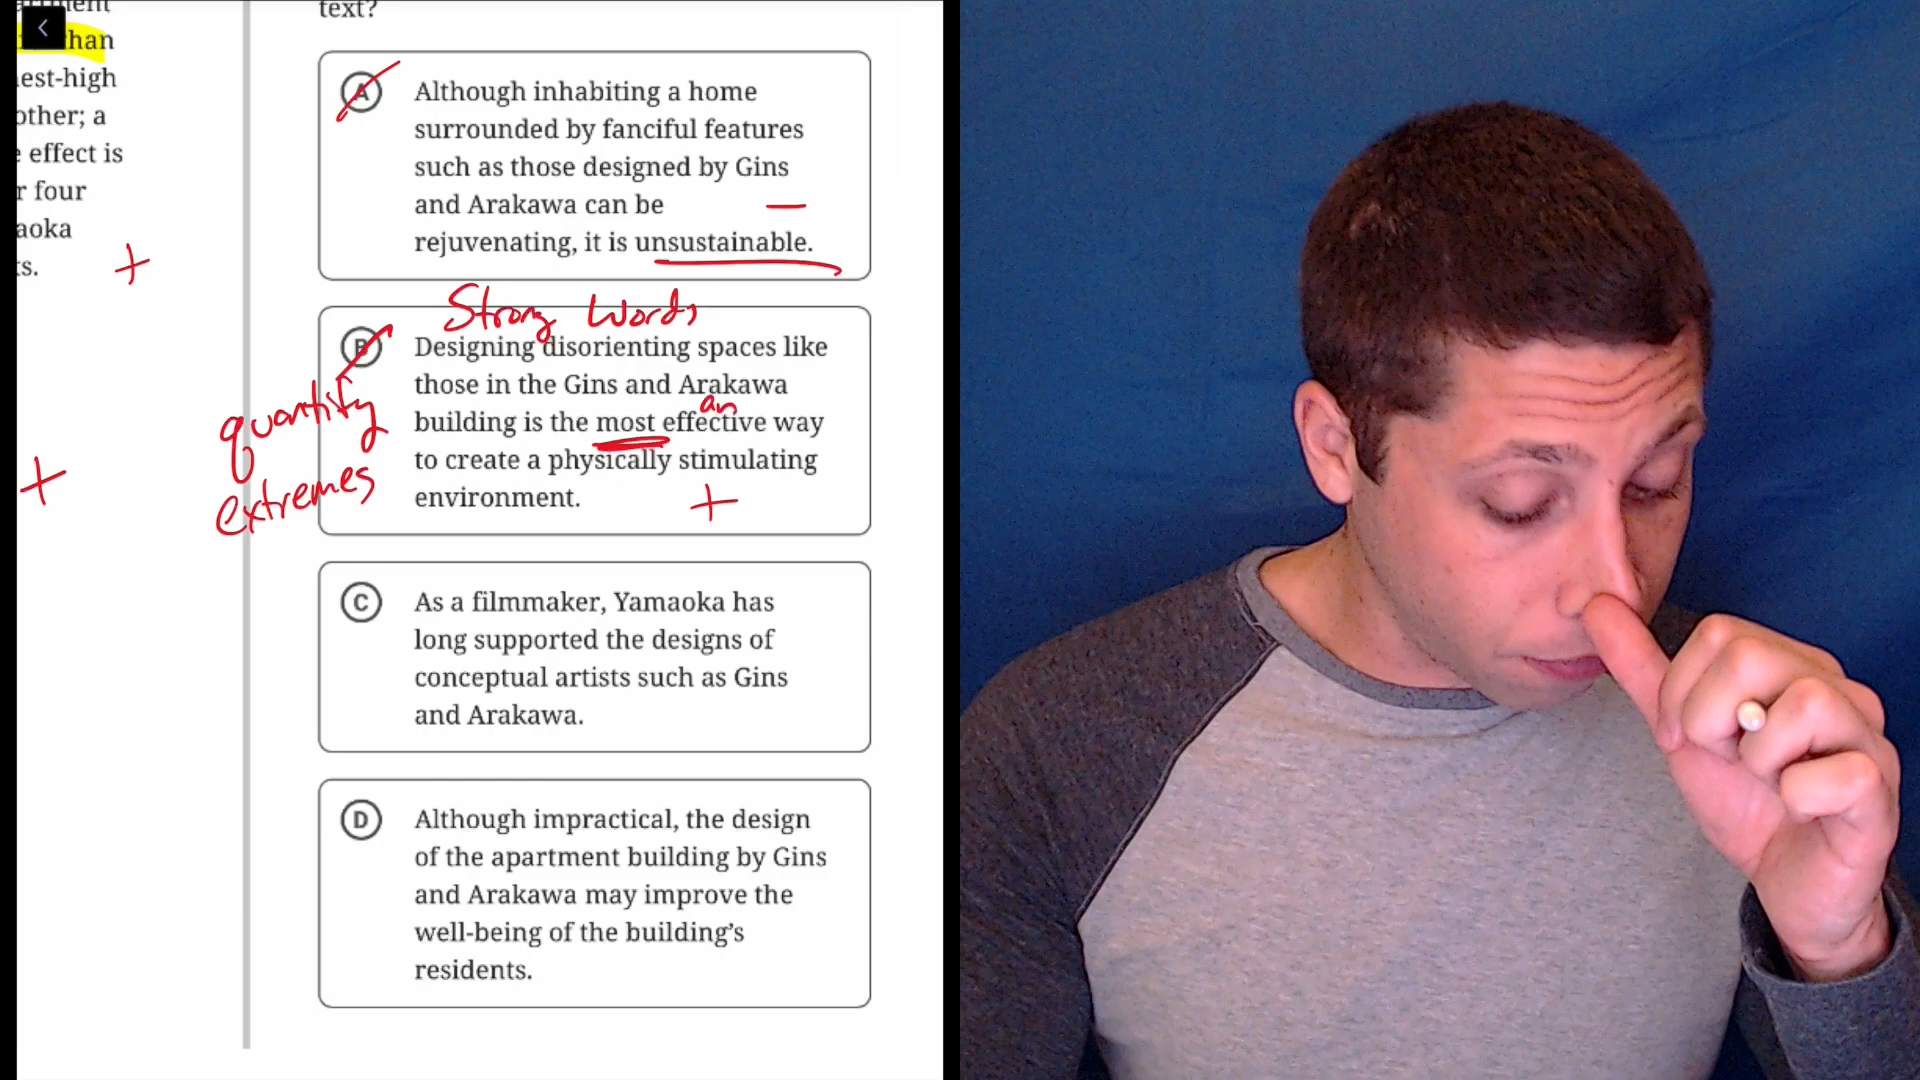 than
est-high
other; a
effect is
r four
aoka
ts.
+
+
text?
A
Although inhabiting a home
surrounded by fanciful features
such as those designed by Gins
and Arakawa can be
rejuvenating, it is unsustainable.
Strong Words
B
Designing disorienting spaces like
those in the Gins and Arakawa
an
building is the most effective way
to create a physically stimulating
environment.
+
quantify
extremes
C
As a filmmaker, Yamaoka has
long supported the designs of
conceptual artists such as Gins
and Arakawa.
D
Although impractical, the design
of the apartment building by Gins
and Arakawa may improve the
well-being of the building's
residents.